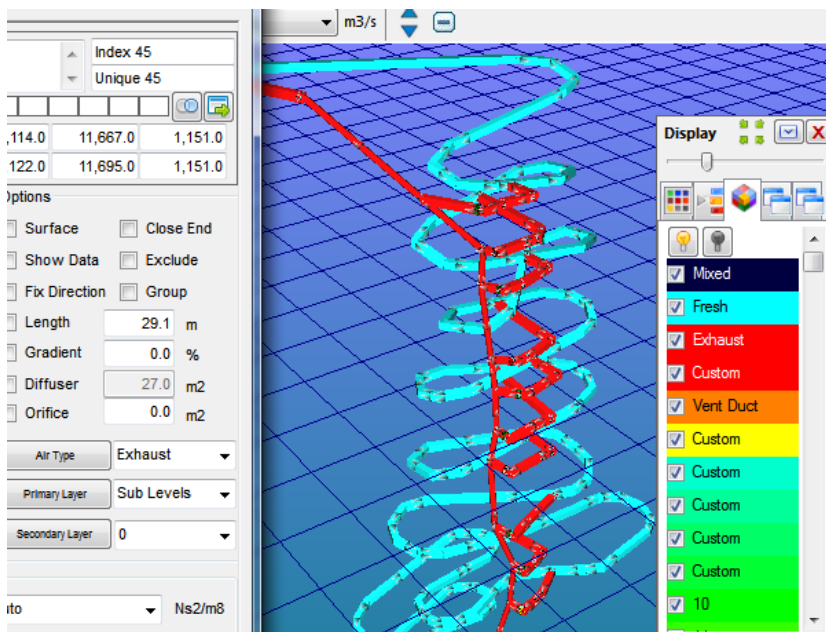 m3/s
Index 45
Unique 45
,114.0 11,667.0 1,151.0
122.0 11,695.0 1,151.0
Options
Surface Close End
Show Data Exclude
Fix Direction Group
Length 29.1 m
Gradient 0.0 %
Diffuser 27.0 m2
Orifice 0.0 m2
Air Type Exhaust
Primary Layer Sub Levels
Secondary Layer 0
uto Ns2/m8
Display
Mixed
Fresh
Exhaust
Custom
Vent Duct
Custom
Custom
Custom
Custom
Custom
10